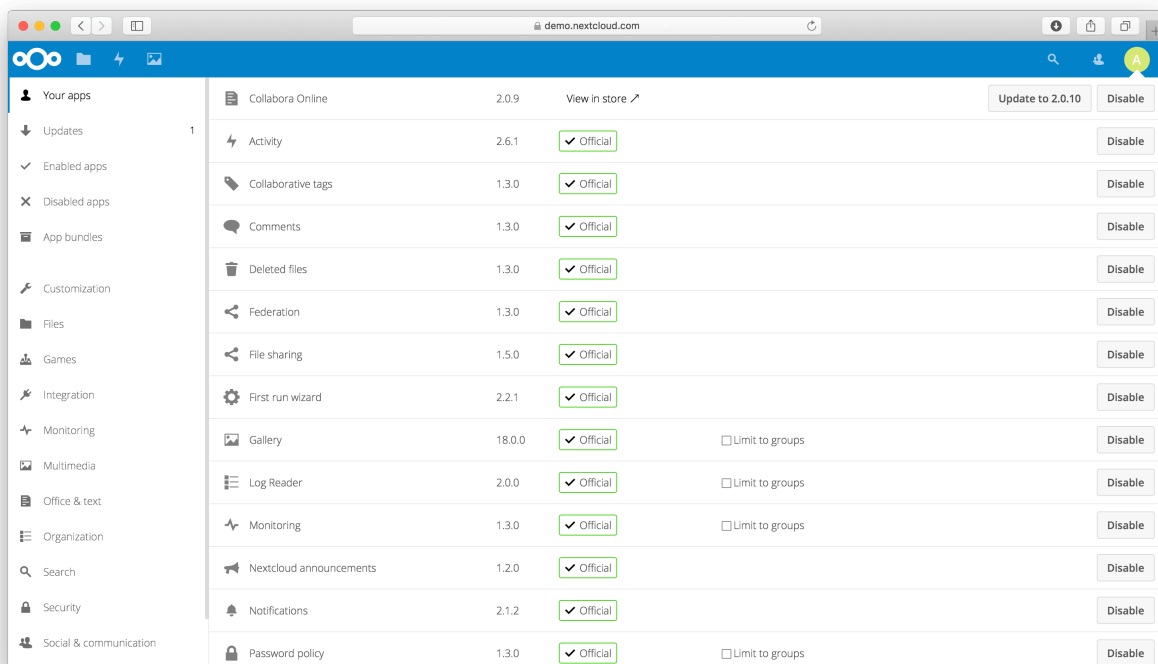 demo.nextcloud.com
A
Your apps
Updates 1
Enabled apps
Disabled apps
App bundles
Customization
Files
Games
Integration
Monitoring
Multimedia
Office & text
Organization
Search
Security
Social & communication
Collabora Online 2.0.9 View in store ↗ Update to 2.0.10 Disable
Activity 2.6.1 Official Disable
Collaborative tags 1.3.0 Official Disable
Comments 1.3.0 Official Disable
Deleted files 1.3.0 Official Disable
Federation 1.3.0 Official Disable
File sharing 1.5.0 Official Disable
First run wizard 2.2.1 Official Disable
Gallery 18.0.0 Official Limit to groups Disable
Log Reader 2.0.0 Official Limit to groups Disable
Monitoring 1.3.0 Official Limit to groups Disable
Nextcloud announcements 1.2.0 Official Disable
Notifications 2.1.2 Official Disable
Password policy 1.3.0 Official Limit to groups Disable